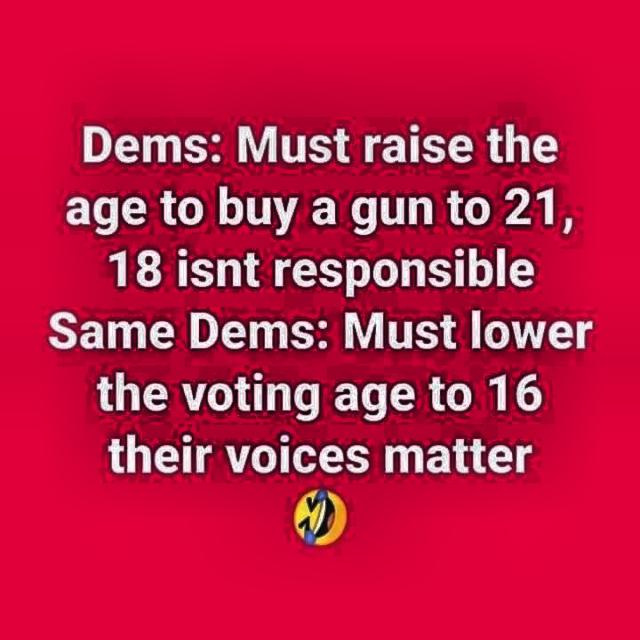 Dems: Must raise the
age to buy a gun to 21,
18 isnt responsible
Same Dems: Must lower
the voting age to 16
their voices matter